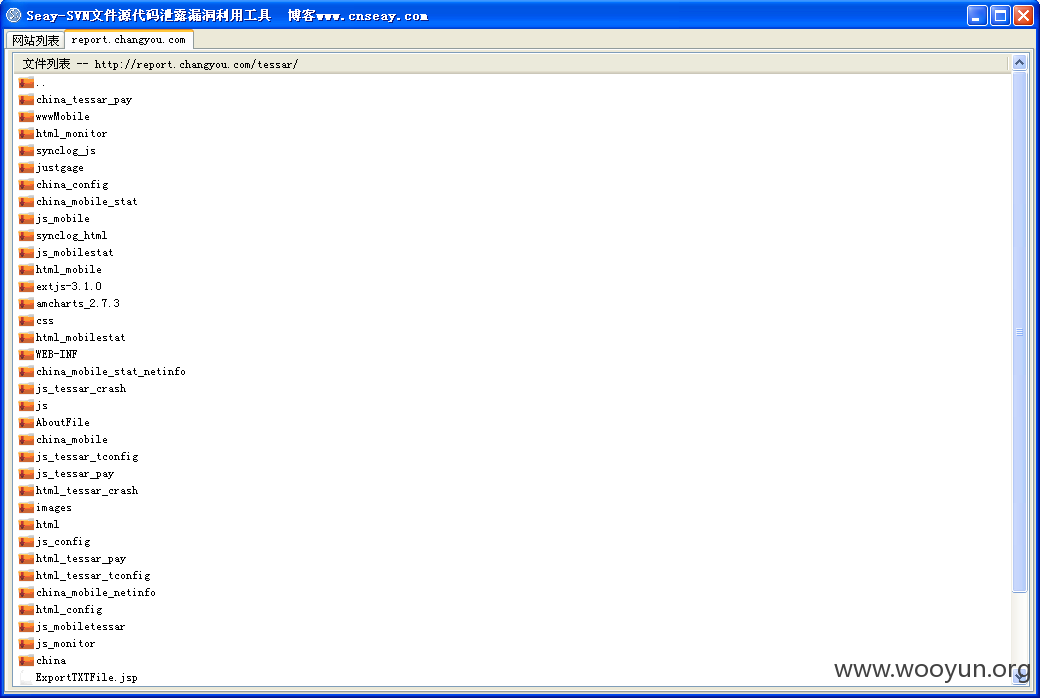 Seay-SVN文件源代码泄露漏洞利用工具 博客www.cnseay.com
网站列表 report.changyou.com
文件列表 -- http://report.changyou.com/tessar/
..
china_tessar_pay
wwwMobile
html_monitor
synclog_js
justgage
china_config
china_mobile_stat
js_mobile
synclog_html
js_mobilestat
html_mobile
extjs-3.1.0
amcharts_2.7.3
css
html_mobilestat
WEB-INF
china_mobile_stat_netinfo
js_tessar_crash
js
AboutFile
china_mobile
js_tessar_tconfig
js_tessar_pay
html_tessar_crash
images
html
js_config
html_tessar_pay
html_tessar_tconfig
china_mobile_netinfo
html_config
js_mobiletessar
js_monitor
china
ExportTXTFile.jsp
www.wooyun.org